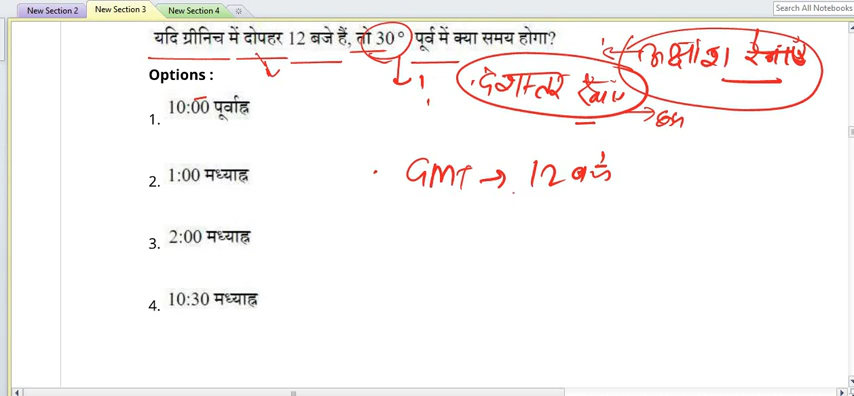 New Section 2 New Section 3 New Section 4 Search All Notebooks
यदि ग्रीनिच में दोपहर 12 बजे हैं, तो 30° पूर्व में क्या समय होगा?
Options :
अक्षांश रेखाएँ
देशान्तर रेखाएं
1. 10:00 पूर्वाह्न
GMT → 12 बजे
2. 1:00 मध्याह्न
3. 2:00 मध्याह्न
4. 10:30 मध्याह्न